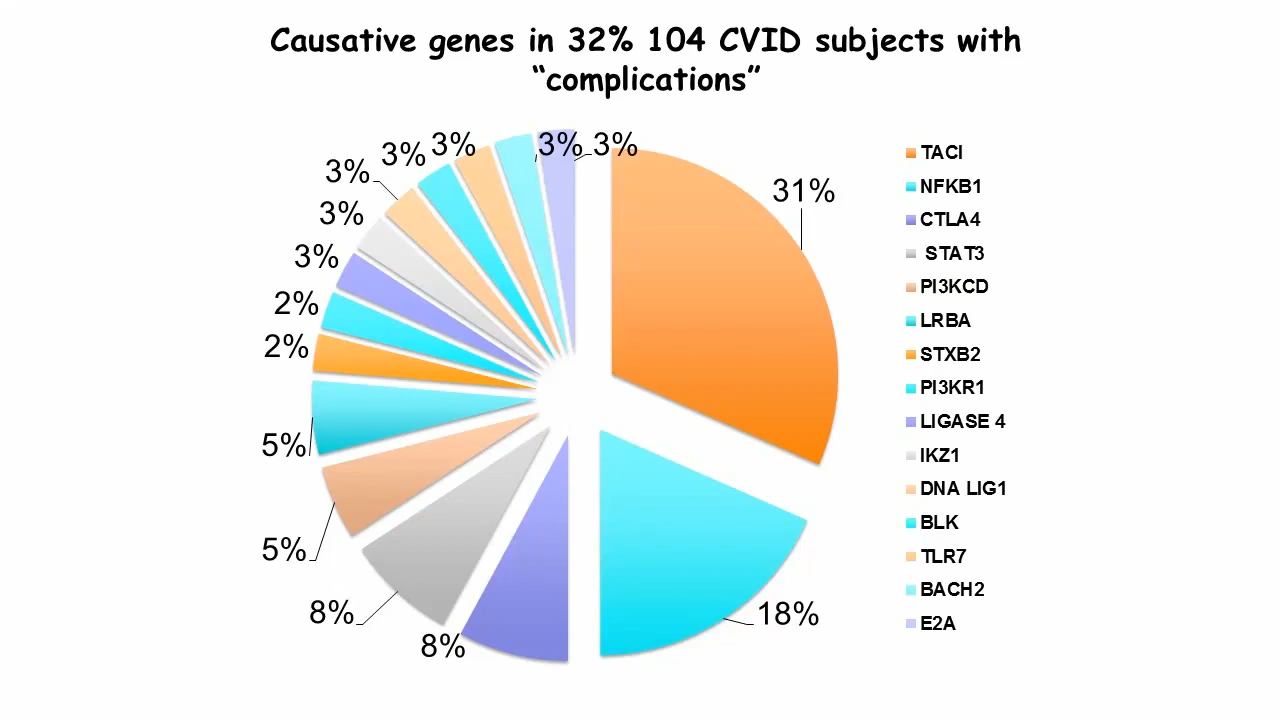 Causative genes in 32% 104 CVID subjects with
“complications”
31%
18%
8%
8%
5%
5%
2%
2%
3%
3%
3%
3%
3%
3%
3%
TACI
NFKB1
CTLA4
STAT3
PI3KCD
LRBA
STXB2
PI3KR1
LIGASE 4
IKZ1
DNA LIG1
BLK
TLR7
BACH2
E2A